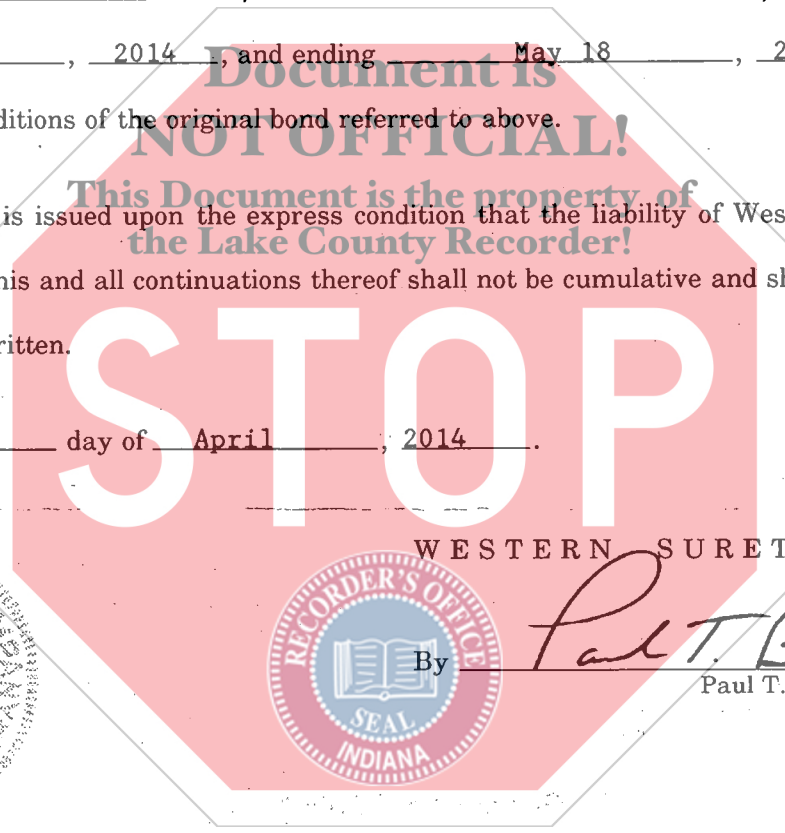 , 2014 , and ending May 18 , 2
Document is
ditions of the original bond referred to above.
NOT OFFICIAL!
This Document is the property of
is issued upon the express condition that the liability of Wes
the Lake County Recorder!
his and all continuations thereof shall not be cumulative and sh
ritten.
STOP
day of April , 2014 .
WESTERN SURET
RECORDER'S OFFICE
SEAL
INDIANA
Paul T.
By
Paul T.